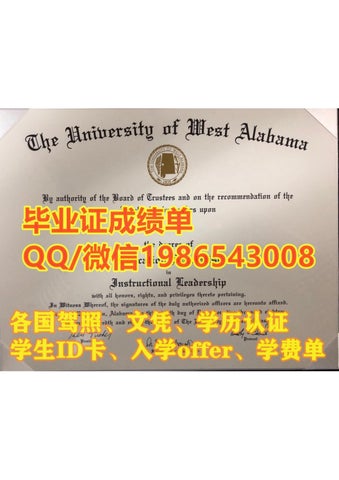 The University of West Alabama
By authority of the Board of Trustees and on the recommendation of the
upon
毕业证成绩单
the degree of
QQ/微信1986543008
in
Instructional Leadership
with all honors, rights, and privileges thereto pertaining.
In Witness Whereof, the signatures of the duly authorized officers are hereunto affixed.
各国驾照、文凭、学历认证
学生ID卡、入学offer、学费单